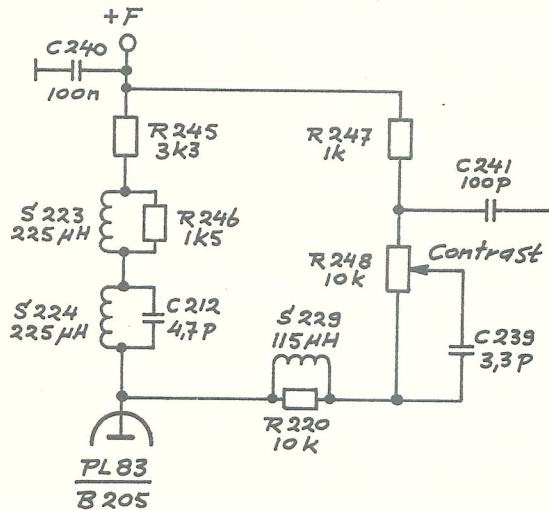 +F
C240
100n
R245
3k3
R247
1k
C241
100P
S223
225µH
R246
1k5
R248
10k
Contrast
S224
225µH
C212
4,7P
S229
115µH
C239
3,3P
R220
10k
PL83
B205